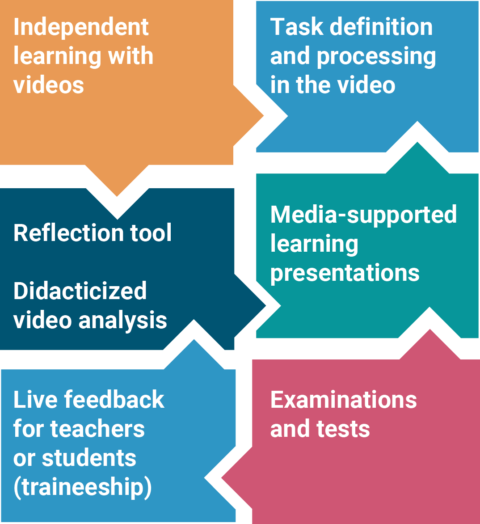 Independent
learning with
videos
Task definition
and processing
in the video
Reflection tool
Didacticized
video analysis
Media-supported
learning
presentations
Live feedback
for teachers
or students
(traineeship)
Examinations
and tests